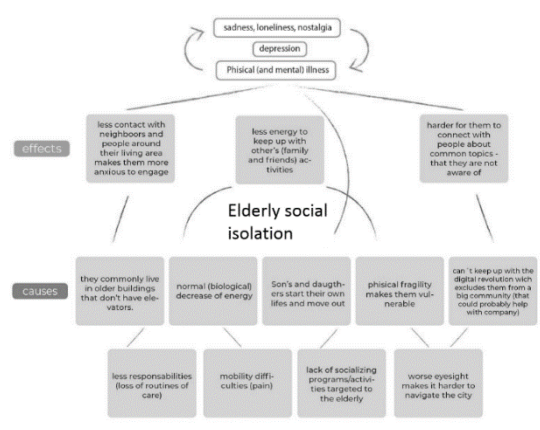 sadness, loneliness, nostalgia
depression
Phisical (and mental) illness
effects
less contact with
neighboors and
people around
their living area
makes them more
anxious to engage
less energy to
keep up with
other's (family
and friends) ac-
tivities
harder for them to
connect with
people about
common topics -
that they are not
aware of
Elderly social
isolation
causes
they commonly live
in older buildings
that don't have ele-
vators.
normal (biological)
decrease of energy
Son's and daugthers
start their own
lifes and move out
phisical fragility
makes them vul-
nerable
can´t keep up with the
digital revolution wich
excludes them from a
big community (that
could probably help
with company)
less responsabilities
(loss of routines of
care)
mobility diffi-
culties (pain)
lack of socializing
programs/activi-
ties targeted to
the elderly
worse eyesight
makes it harder to
navigate the city